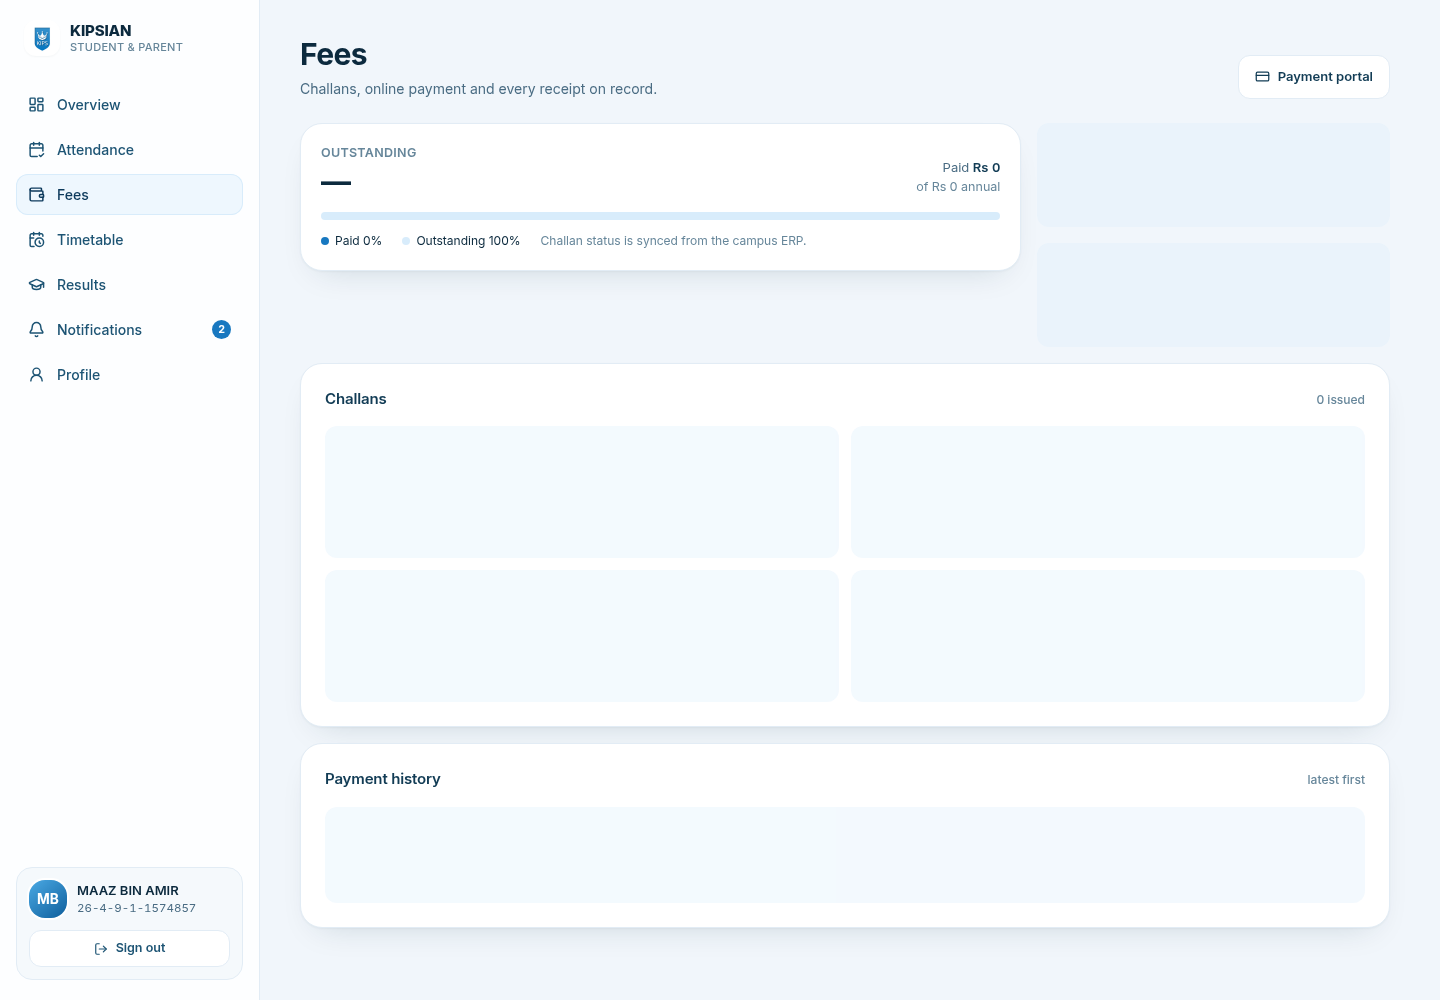 KIPS
KIPSIAN
STUDENT & PARENT
Overview
Attendance
Fees
Timetable
Results
Notifications
2
Profile
MB
MAAZ BIN AMIR
26-4-9-1-1574857
Sign out
Fees
Challans, online payment and every receipt on record.
Payment portal
OUTSTANDING
—
Paid Rs 0
of Rs 0 annual
Paid 0%
Outstanding 100%
Challan status is synced from the campus ERP.
Challans
0 issued
Payment history
latest first